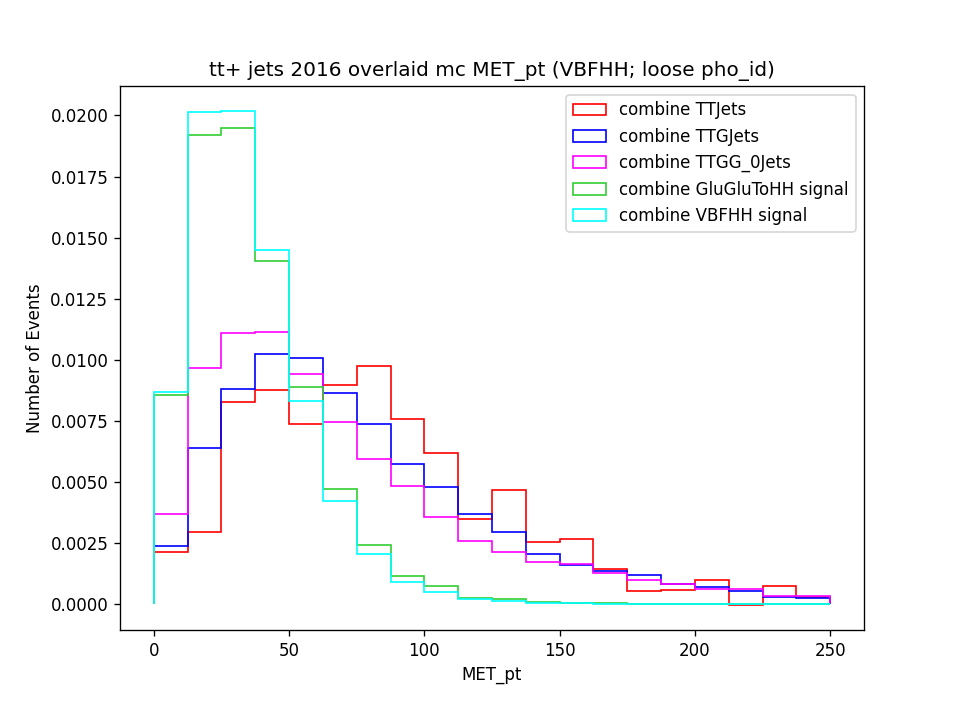 tt+ jets 2016 overlaid mc MET_pt (VBFHH; loose pho_id)
combine TTJets
combine TTGJets
combine TTGG_0Jets
combine GluGluToHH signal
combine VBFHH signal
Number of Events
0.0200
0.0175
0.0150
0.0125
0.0100
0.0075
0.0050
0.0025
0.0000
0 50 100 150 200 250
MET_pt